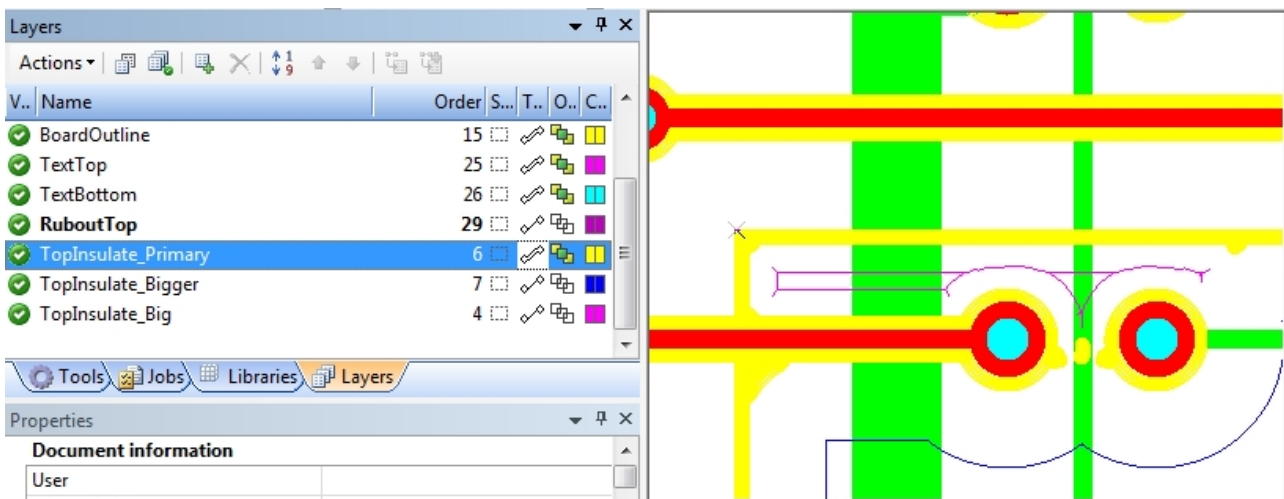 Layers
Actions
V.. Name Order S... T.. O.. C..
BoardOutline 15
TextTop 25
TextBottom 26
RuboutTop 29
TopInsulate_Primary 6
TopInsulate_Bigger 7
TopInsulate_Big 4
Tools Jobs Libraries Layers
Properties
Document information
User